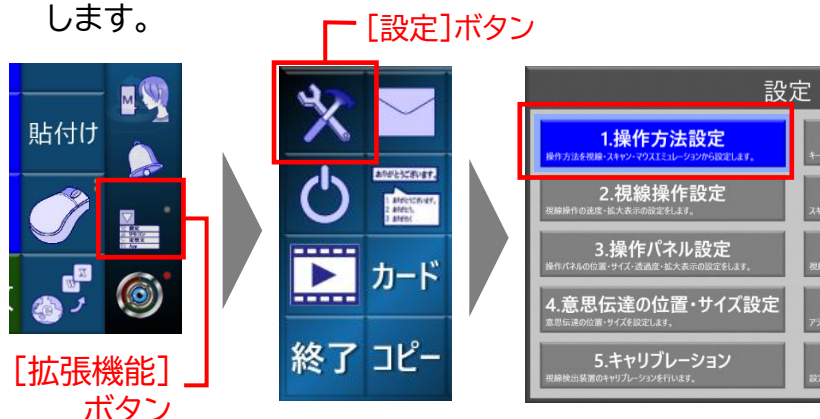 します。
[設定]ボタン
貼付け
M
[拡張機能]
ボタン
ありがとうございます。
カード
終了
コピー
設定
1.操作方法設定
操作方法を視線・スキャン・マウスエミュレーションから設定します。
2.視線操作設定
視線操作の速度・拡大表示の設定をします。
3.操作パネル設定
操作パネルの位置・サイズ・透過度・拡大表示の設定をします。
4.意思伝達の位置・サイズ設定
意思伝達の位置・サイズを設定します。
5.キャリブレーション
視線検出装置のキャリブレーションを行います。